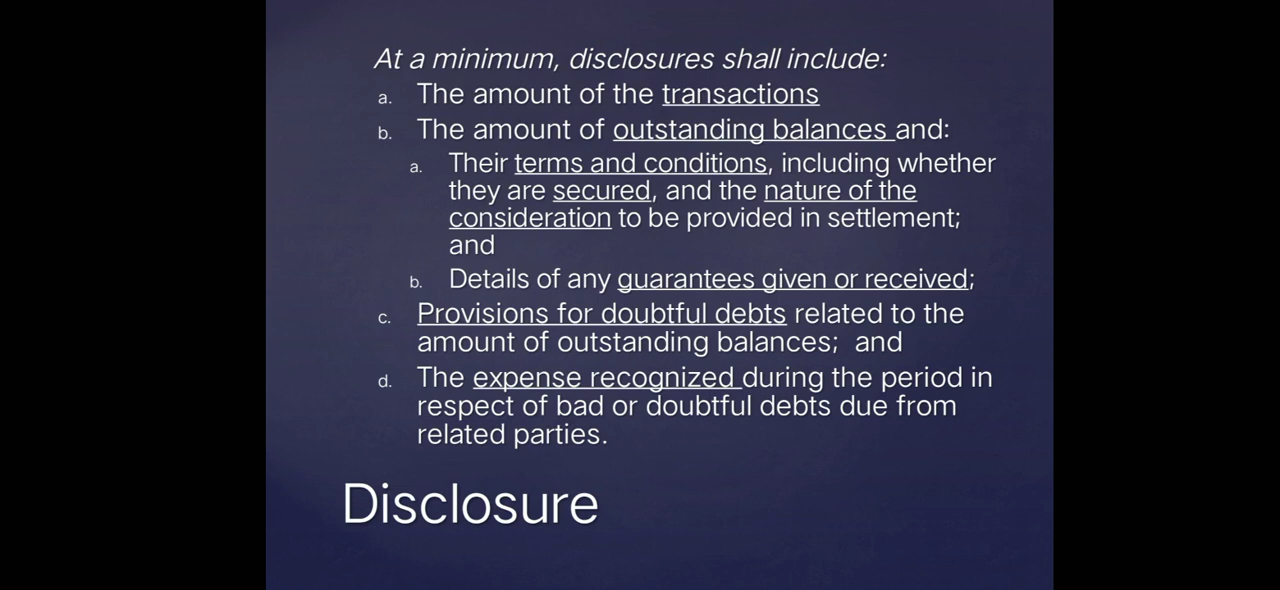 At a minimum, disclosures shall include:
a. The amount of the transactions
b. The amount of outstanding balances and:
a. Their terms and conditions, including whether
they are secured, and the nature of the
consideration to be provided in settlement;
and
b. Details of any guarantees given or received;
c. Provisions for doubtful debts related to the
amount of outstanding balances;  and
d. The expense recognized during the period in
respect of bad or doubtful debts due from
related parties.
Disclosure